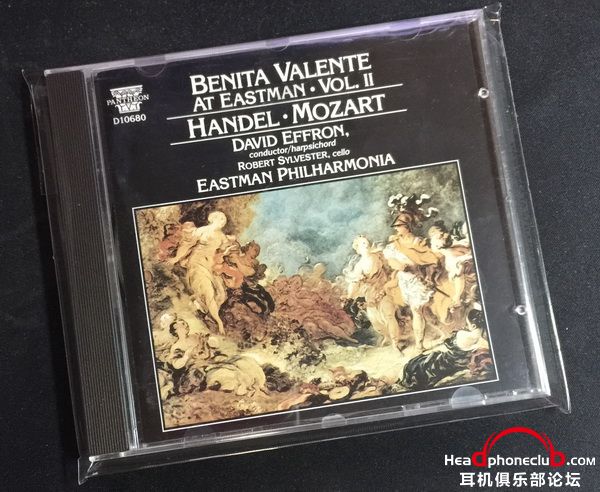 BENITA VALENTE
AT EASTMAN · VOL. II
HANDEL · MOZART
DAVID EFFRON,
conductor/harpsichord
ROBERT SYLVESTER, cello
EASTMAN PHILHARMONIA
PANTHEON
D10680
HeadphoneClub.com
耳机俱乐部论坛